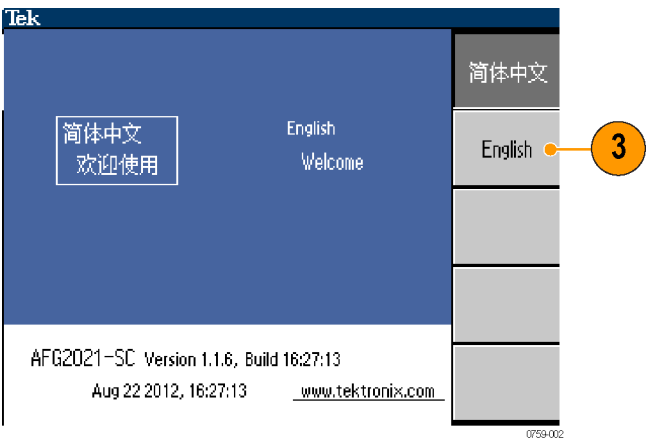 Tek
简体中文
欢迎使用
English
Welcome
简体中文
English
3
AFG2021-SC Version 1.1.6, Build 16:27:13
Aug 22 2012, 16:27:13 www.tektronix.com
0759-002